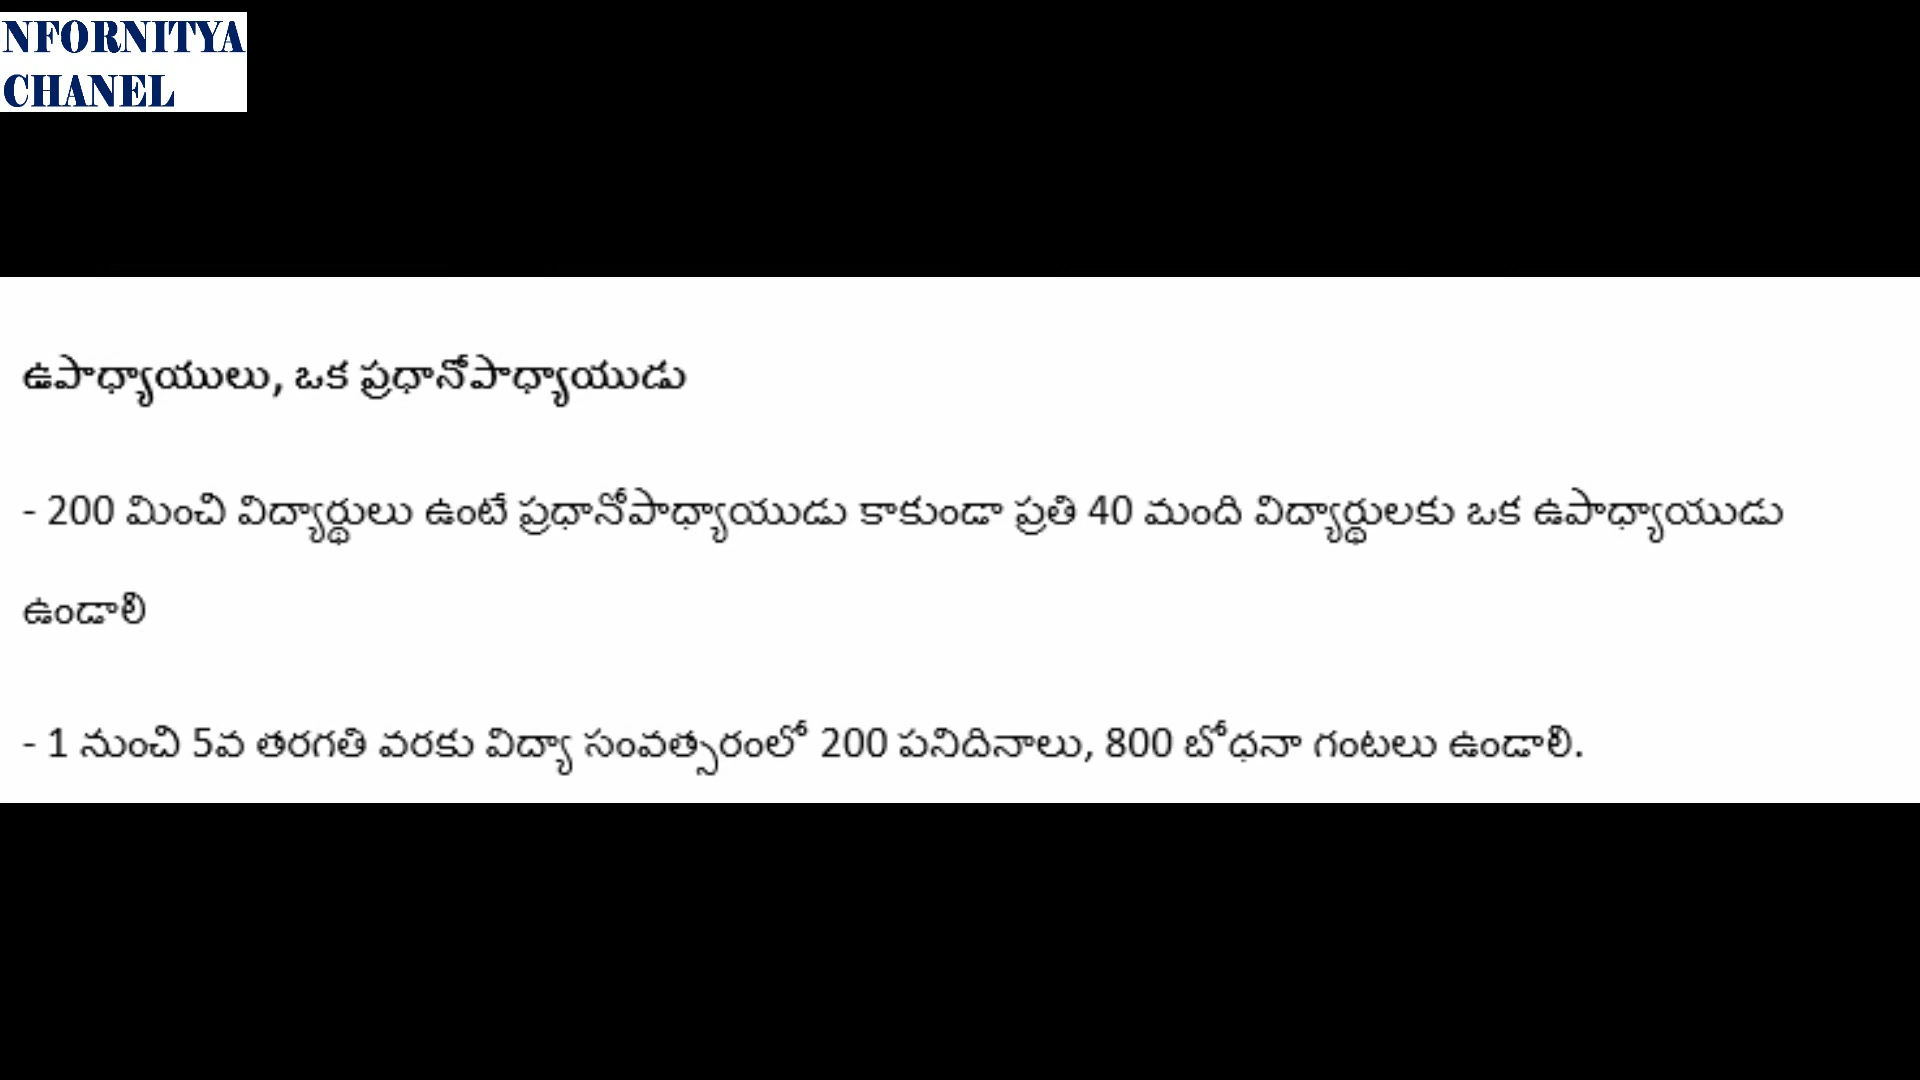 NFORNITYA
CHANEL
ఉపాధ్యాయులు, ఒక ప్రధానోపాధ్యాయుడు
- 200 మించి విద్యార్థులు ఉంటే ప్రధానోపాధ్యాయుడు కాకుండా ప్రతి 40 మంది విద్యార్థులకు ఒక ఉపాధ్యాయుడు
ఉండాలి
- 1 నుంచి 5వ తరగతి వరకు విద్యా సంవత్సరంలో 200 పనిదినాలు, 800 బోధనా గంటలు ఉండాలి.